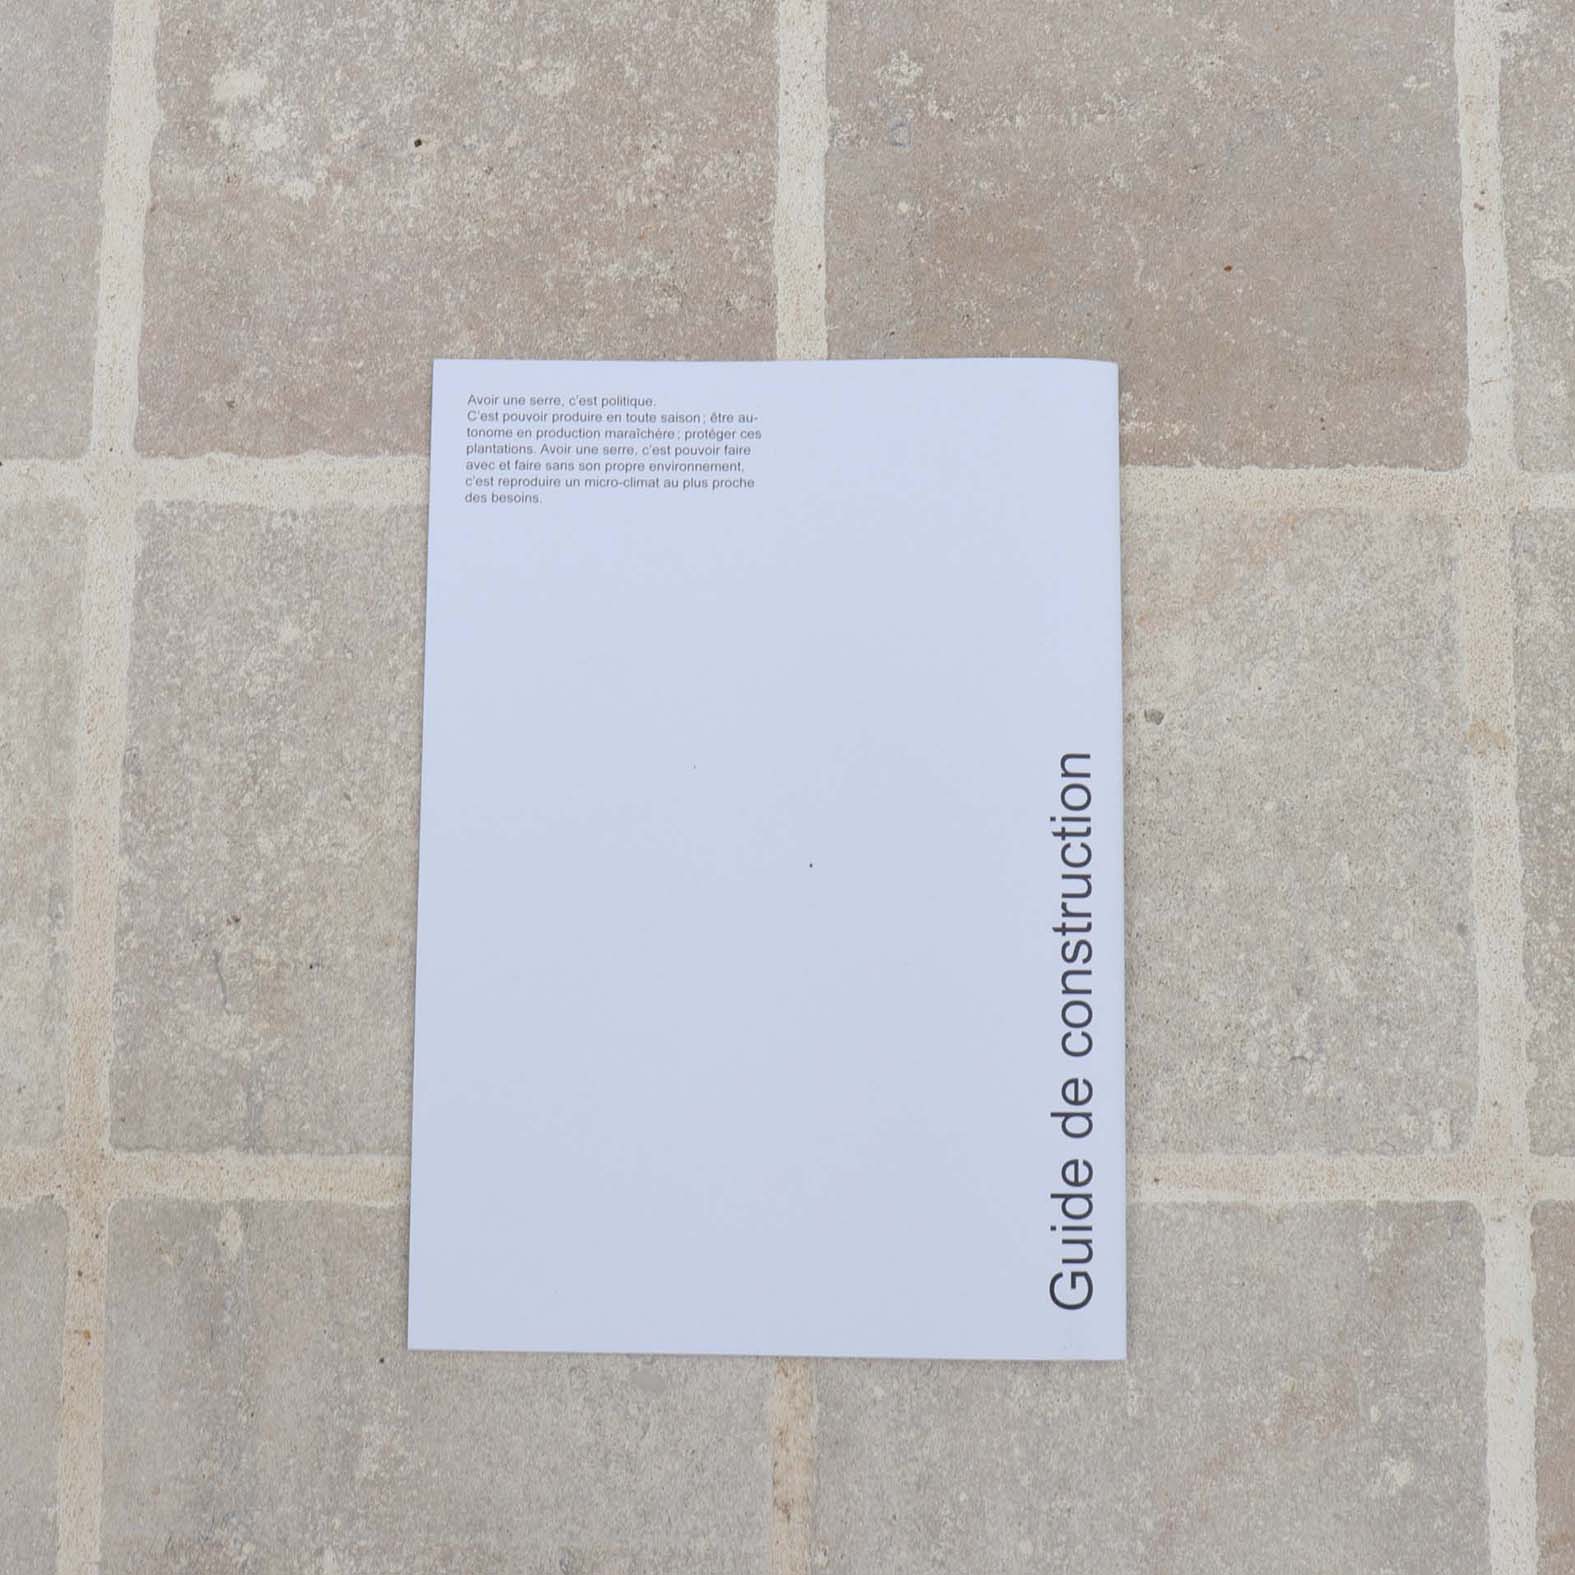 Avoir une serre, c'est politique.
C'est pouvoir produire en toute saison ; être au-
tonome en production maraîchère ; protéger ces
plantations. Avoir une serre, c'est pouvoir faire
avec et faire sans son propre environnement,
c'est reproduire un micro-climat au plus proche
des besoins.
Guide de construction